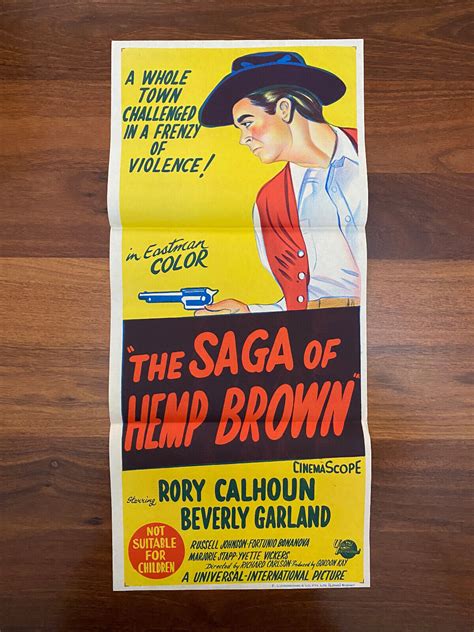 A WHOLE
TOWN
CHALLENGED
IN A FRENZY
OF
VIOLENCE!
in Eastman
COLOR
"THE SAGA OF
HEMP BROWN"
CINEMASCOPE
Starring
RORY CALHOUN
BEVERLY GARLAND
NOT
SUITABLE
FOR
CHILDREN
RUSSELL JOHNSON·FORTUNIO BONANOVA
MARJORIE STAPP·YVETTE VICKERS
Directed by RICHARD CARLSON·Produced by GORDON KAY
A UNIVERSAL-INTERNATIONAL PICTURE